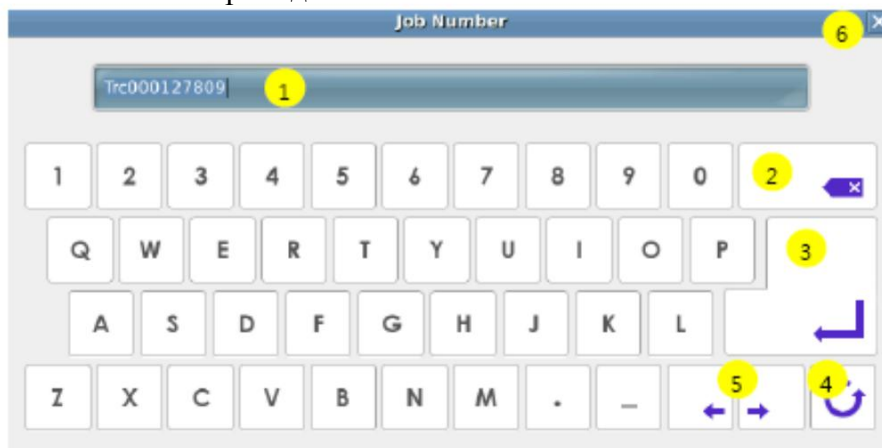 Job Number
6
Trc000127809
1
1 2 3 4 5 6 7 8 9 0 2
Q W E R T Y U I O P 3
A S D F G H J K L
Z X C V B N M . _ 5 4